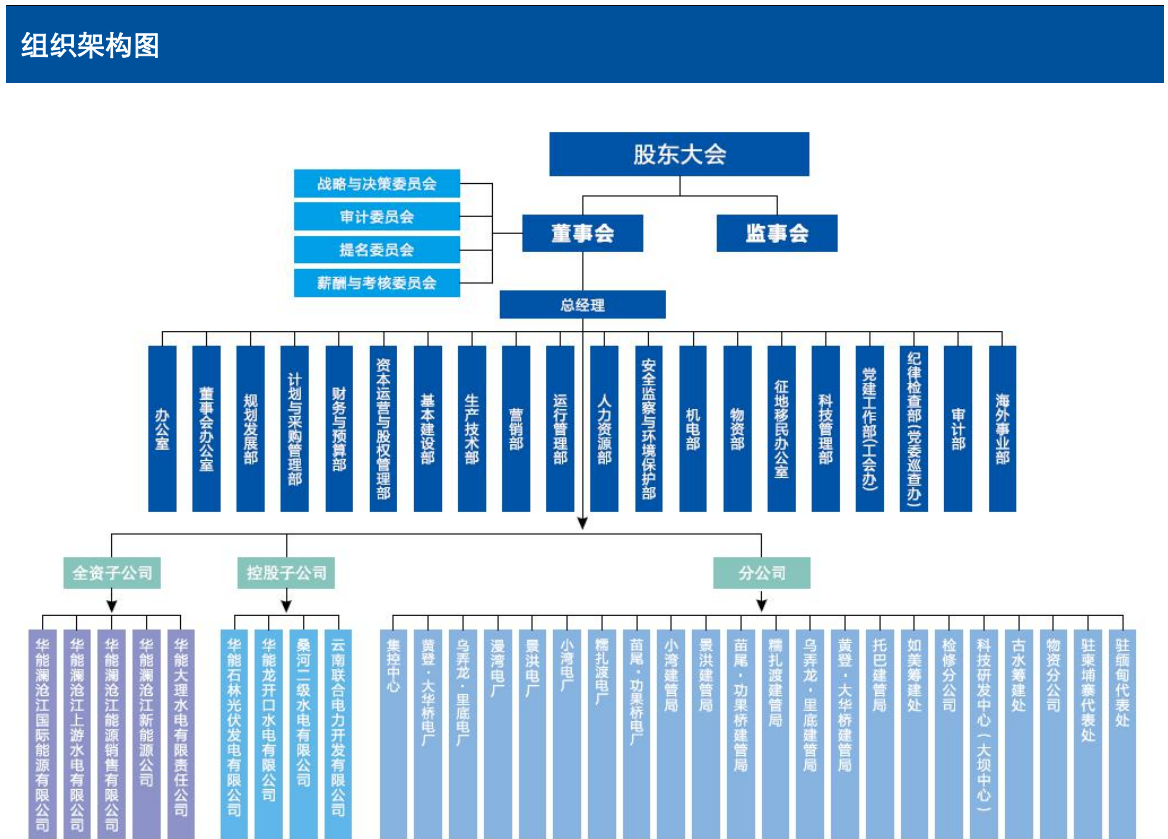 组织架构图
股东大会
战略与决策委员会
审计委员会
提名委员会
薪酬与考核委员会
董事会
监事会
总经理
办公室
董事会办公室
规划发展部
计划与采购管理部
财务与预算部
资本运营与股权管理部
基本建设部
生产技术部
营销部
运行管理部
人力资源部
安全监察与环境保护部
机电部
物资部
征地移民办公室
科技管理部
党建工作部(工会办)
纪律检查部(党委巡查办)
审计部
海外事业部
全资子公司
控股子公司
分公司
华能澜沧江国际能源有限公司
华能澜沧江上游水电有限公司
华能澜沧江能源销售有限公司
华能澜沧江新能源公司
华能大理水电有限责任公司
华能石林光伏发电有限公司
华能龙开口水电有限公司
桑河二级水电有限公司
云南联合电力开发有限公司
集控中心
黄登·大华桥电厂
乌弄龙·里底电厂
漫湾电厂
景洪电厂
小湾电厂
糯扎渡电厂
苗尾·功果桥电厂
小湾建管局
景洪建管局
苗尾·功果桥建管局
糯扎渡建管局
乌弄龙·里底建管局
黄登·大华桥建管局
托巴建管局
如美筹建处
检修分公司
科技研发中心(大坝中心)
古水筹建处
物资分公司
驻柬埔寨代表处
驻缅甸代表处